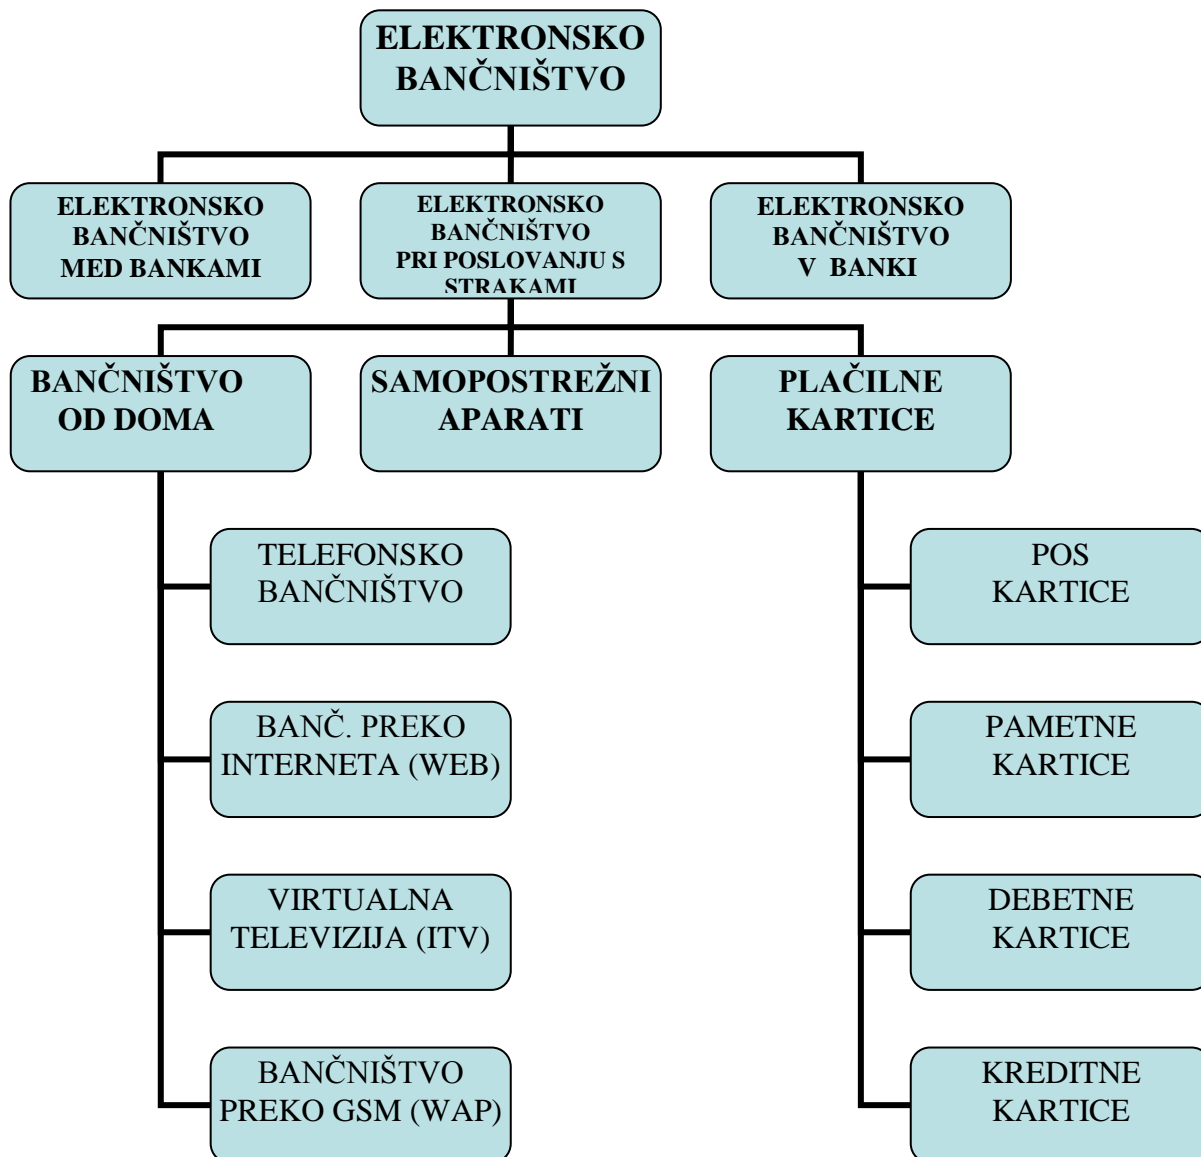 ELEKTRONSKO
BANČNIŠTVO
ELEKTRONSKO
BANČNIŠTVO
MED BANKAMI
ELEKTRONSKO
BANČNIŠTVO
PRI POSLOVANJU S
STRAKAMI
ELEKTRONSKO
BANČNIŠTVO
V BANKI
BANČNIŠTVO
OD DOMA
SAMOPOSTREŽNI
APARATI
PLAČILNE
KARTICE
TELEFONSKO
BANČNIŠTVO
BANČ. PREKO
INTERNETA (WEB)
VIRTUALNA
TELEVIZIJA (ITV)
BANČNIŠTVO
PREKO GSM (WAP)
POS
KARTICE
PAMETNE
KARTICE
DEBETNE
KARTICE
KREDITNE
KARTICE